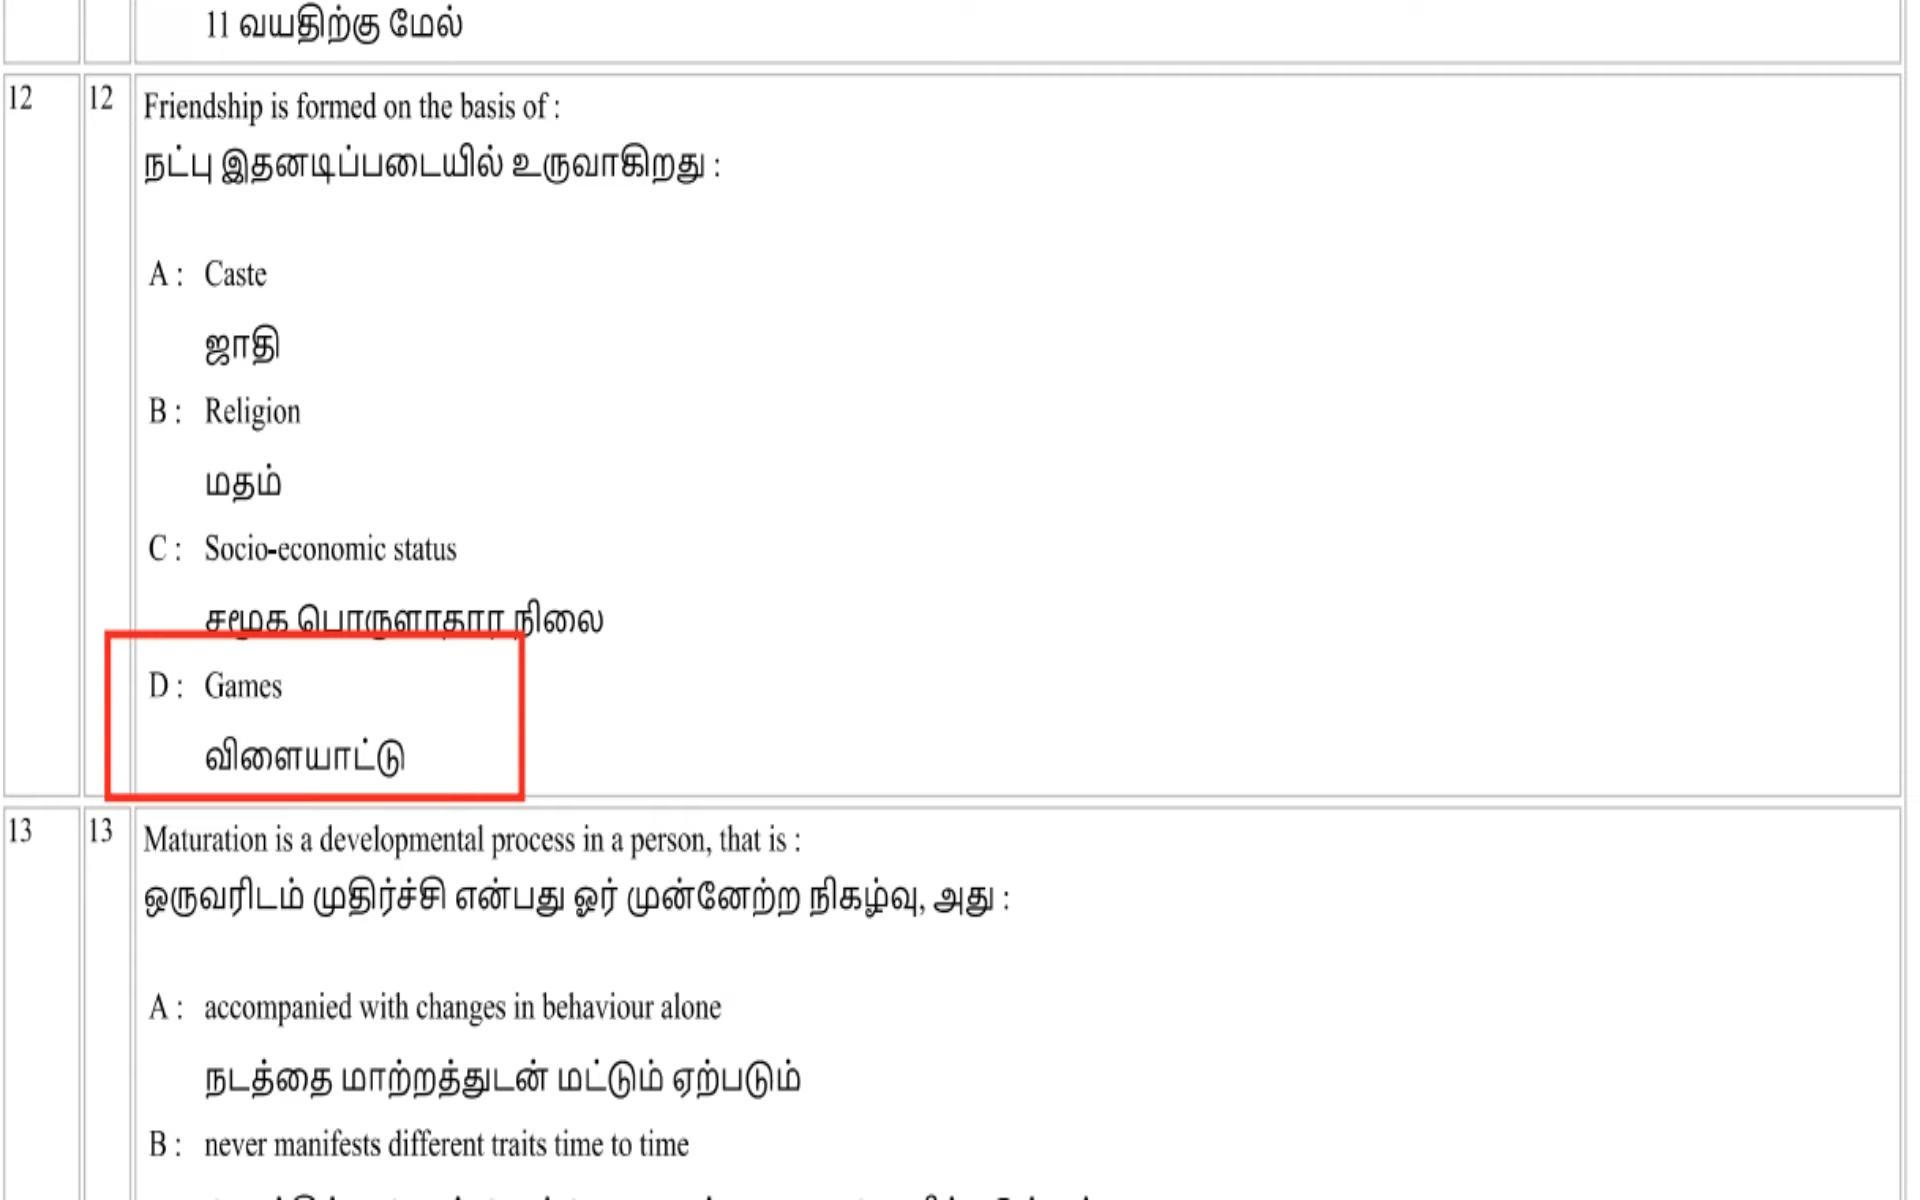 11 வயதிற்கு மேல்
12 12 Friendship is formed on the basis of :
நட்பு இதனடிப்படையில் உருவாகிறது :
A : Caste
ஜாதி
B : Religion
மதம்
C : Socio-economic status
சமூக பொருளாதார நிலை
D : Games
விளையாட்டு
13 13 Maturation is a developmental process in a person, that is :
ஒருவரிடம் முதிர்ச்சி என்பது ஓர் முன்னேற்ற நிகழ்வு, அது :
A : accompanied with changes in behaviour alone
நடத்தை மாற்றத்துடன் மட்டும் ஏற்படும்
B : never manifests different traits time to time